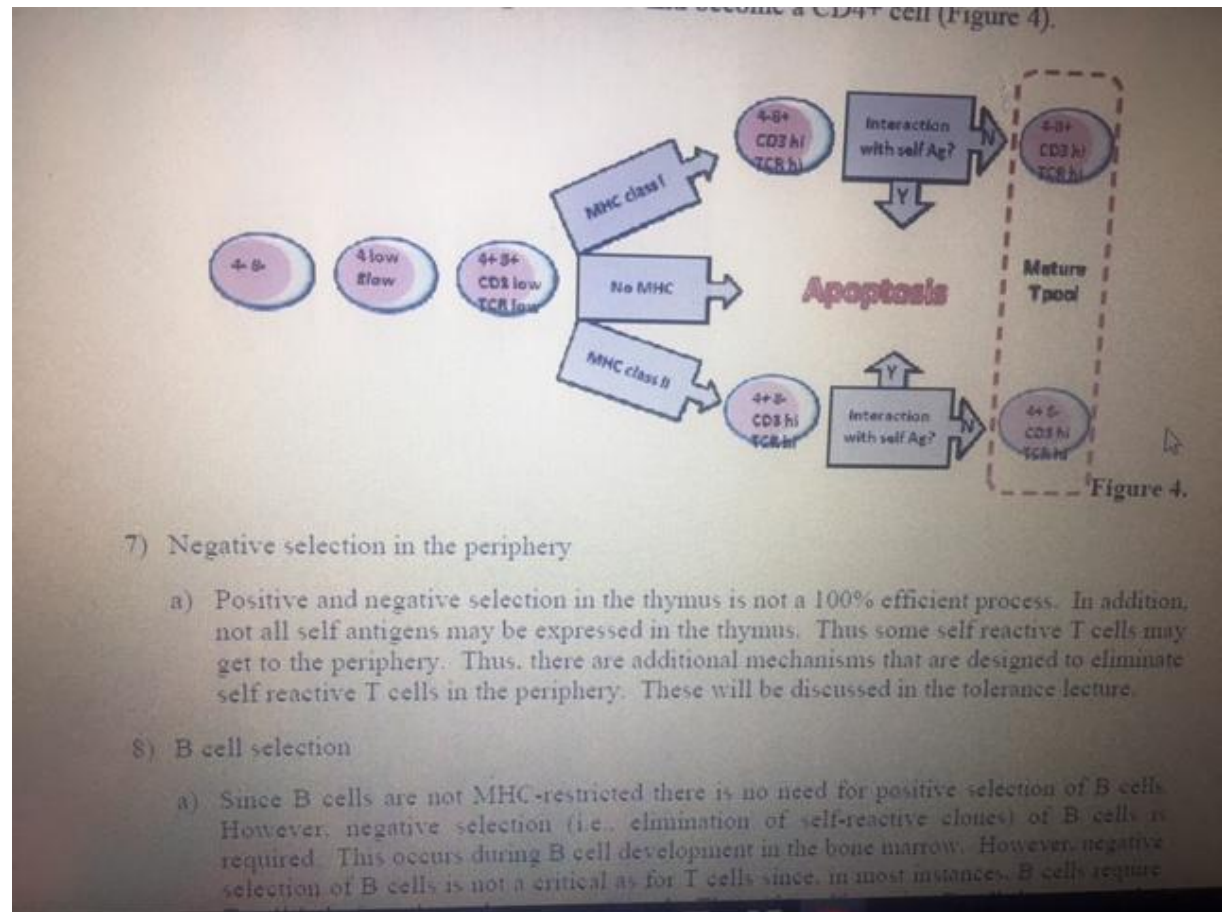 become a CD4+ cell (Figure 4).
4-8+
CD3 hi
TCR hi
Interaction
with self Ag?
N
4-8+
CD3 hi
TCR hi
Y
MHC class I
4- 8-
4 low
8low
4+ 8+
CD3 low
TCR low
No MHC
Apoptosis
Mature
Tpool
MHC class II
Y
4+ 8-
CD3 hi
TCR hi
Interaction
with self Ag?
N
4+ 8-
CD3 hi
TCR hi
Figure 4.
7) Negative selection in the periphery
a) Positive and negative selection in the thymus is not a 100% efficient process. In addition,
not all self antigens may be expressed in the thymus. Thus some self reactive T cells may
get to the periphery. Thus, there are additional mechanisms that are designed to eliminate
self reactive T cells in the periphery. These will be discussed in the tolerance lecture.
8) B cell selection
a) Since B cells are not MHC-restricted there is no need for positive selection of B cells.
However, negative selection (i.e., elimination of self-reactive clones) of B cells is
required. This occurs during B cell development in the bone marrow. However, negative
selection of B cells is not a critical as for T cells since, in most instances, B cells require